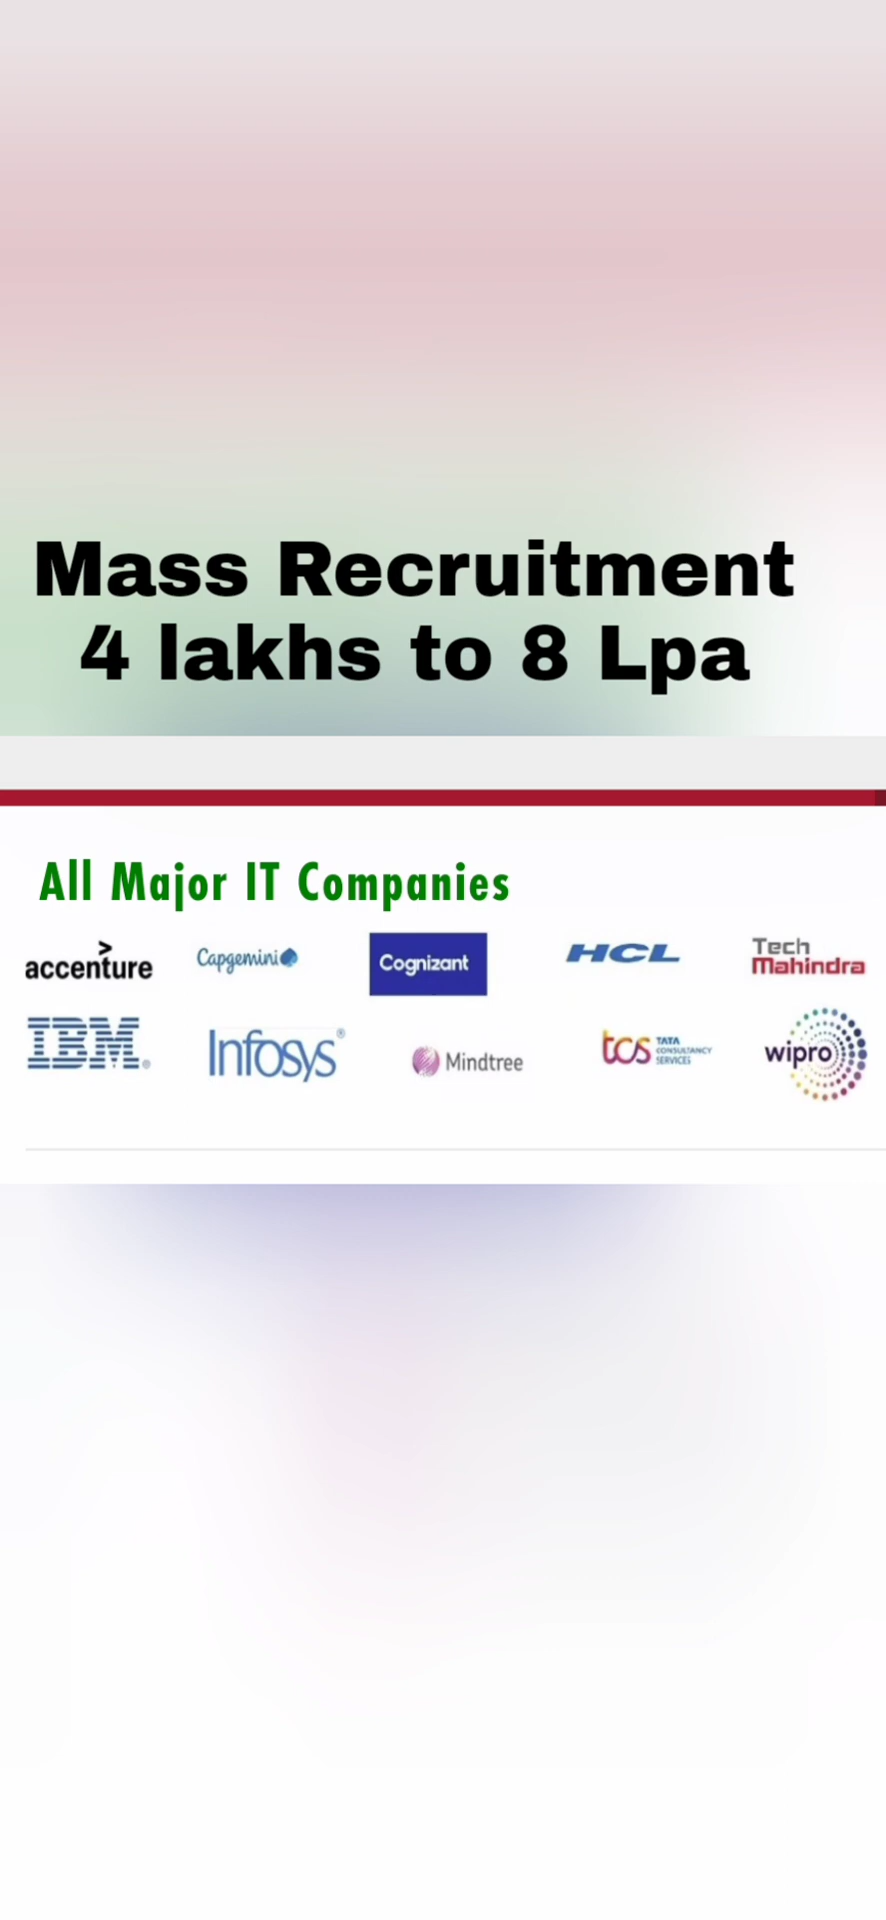 Mass Recruitment
4 lakhs to 8 Lpa
All Major IT Companies
accenture Capgemini Cognizant HCL Tech Mahindra
IBM® Infosys® Mindtree tcs TATA CONSULTANCY SERVICES wipro